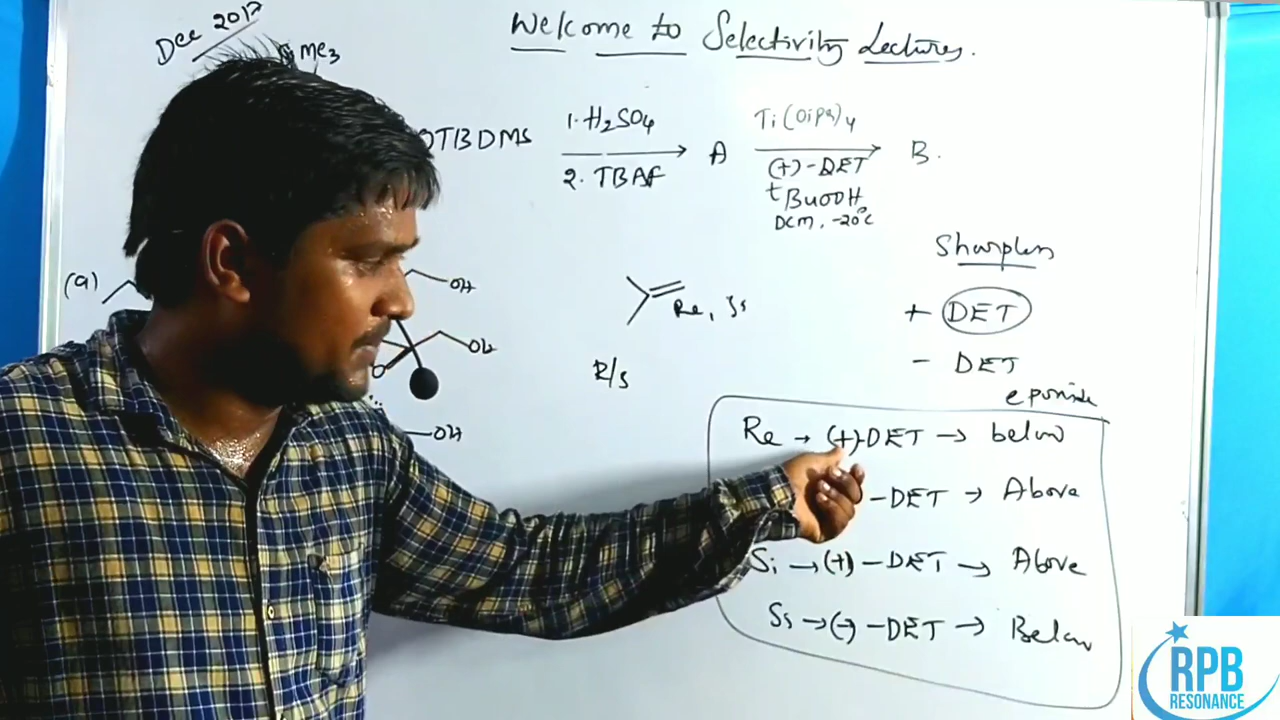 Dec 2017
Welcome to Selectivity Lectures.
Me3
OTBDMS
1. H2SO4
2. TBAF
A
Ti(OiPr)4
(+)-DET
tBuOOH
DCM, -20°C
B.
Sharpless
+ DET
- DET
(a)
OH
OH
OH
O
Re, Si
R/S
epoxide
Re → (+)-DET → below
-DET → Above
Si → (+)-DET → Above
Si → (-)-DET → Below
RPB
RESONANCE